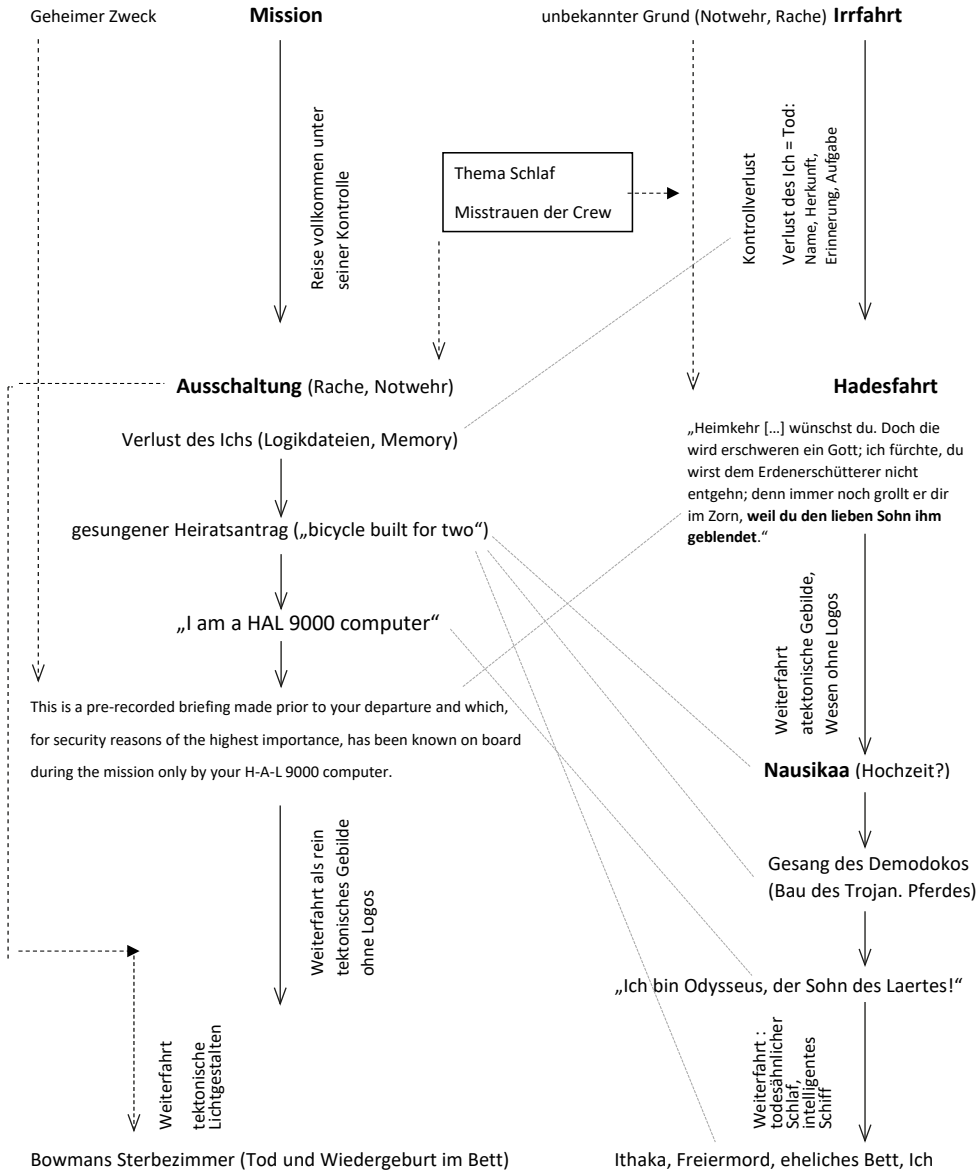 Geheimer Zweck
Mission
unbekannter Grund (Notwehr, Rache) Irrfahrt
Reise vollkommen unter
seiner Kontrolle
Thema Schlaf
Misstrauen der Crew
Kontrollverlust
Verlust des Ich = Tod:
Name, Herkunft,
Erinnerung, Aufgabe
Ausschaltung (Rache, Notwehr)
Hadesfahrt
Verlust des Ichs (Logikdateien, Memory)
„Heimkehr […] wünschst du. Doch die
wird erschweren ein Gott; ich fürchte, du
wirst dem Erdenerschütterer nicht
entgehn; denn immer noch grollt er dir
im Zorn, weil du den lieben Sohn ihm
geblendet.“
gesungener Heiratsantrag („bicycle built for two“)
„I am a HAL 9000 computer“
Weiterfahrt
atektonische Gebilde,
Wesen ohne Logos
This is a pre-recorded briefing made prior to your departure and which,
for security reasons of the highest importance, has been known on board
during the mission only by your H-A-L 9000 computer.
Nausikaa (Hochzeit?)
Weiterfahrt als rein
tektonisches Gebilde
ohne Logos
Gesang des Demodokos
(Bau des Trojan. Pferdes)
„Ich bin Odysseus, der Sohn des Laertes!“
Weiterfahrt
tektonische
Lichtgestalten
Weiterfahrt :
todesähnlicher
Schlaf,
intelligentes
Schiff
Bowmans Sterbezimmer (Tod und Wiedergeburt im Bett)
Ithaka, Freiermord, eheliches Bett, Ich